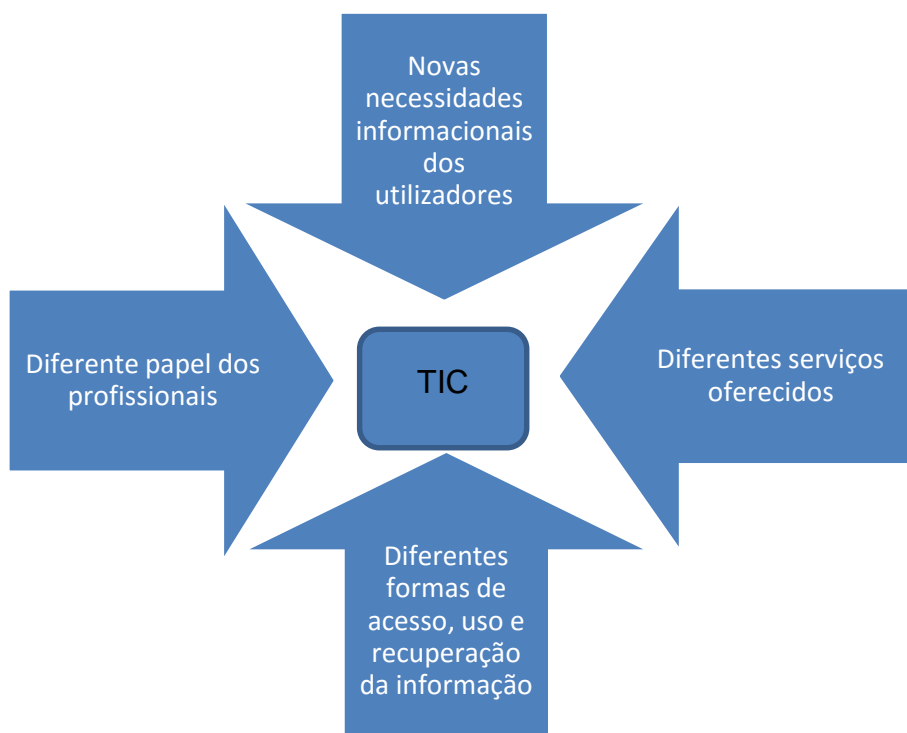 Novas
necessidades
informacionais
dos
utilizadores
Diferente papel dos
profissionais
TIC
Diferentes serviços
oferecidos
Diferentes
formas de
acesso, uso e
recuperação
da informação